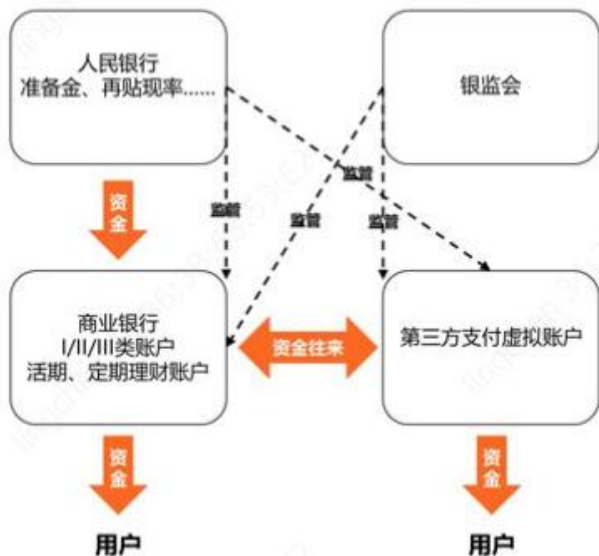 人民银行
准备金、再贴现率......
银监会
监管
监管
监管
监管
资金
商业银行
I/II/III类账户
活期、定期理财账户
资金往来
第三方支付虚拟账户
资金
资金
用户
用户